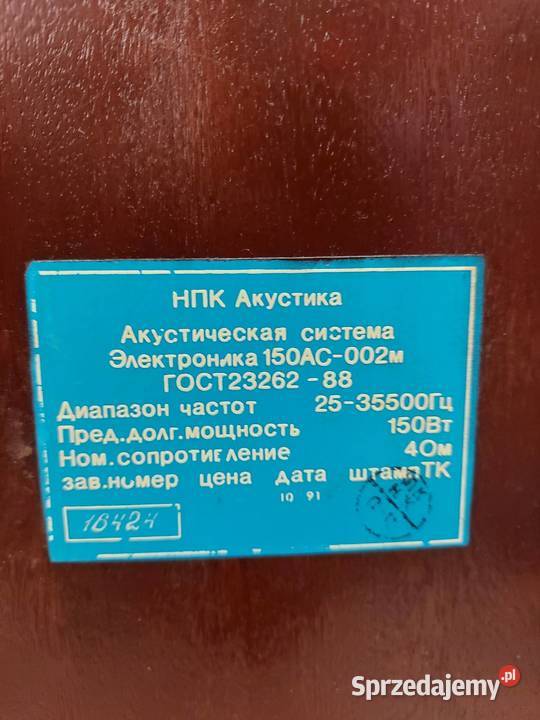 НПК Акустика
Акустическая система
Электроника 150АС-002м
ГОСТ23262-88
Диапазон частот 25-35500Гц
Пред.долг.мощность 150Вт
Ном.сопротивление 4Ом
зав.номер цена дата штамп ТК
10 91
16424
Sprzedajemy.pl